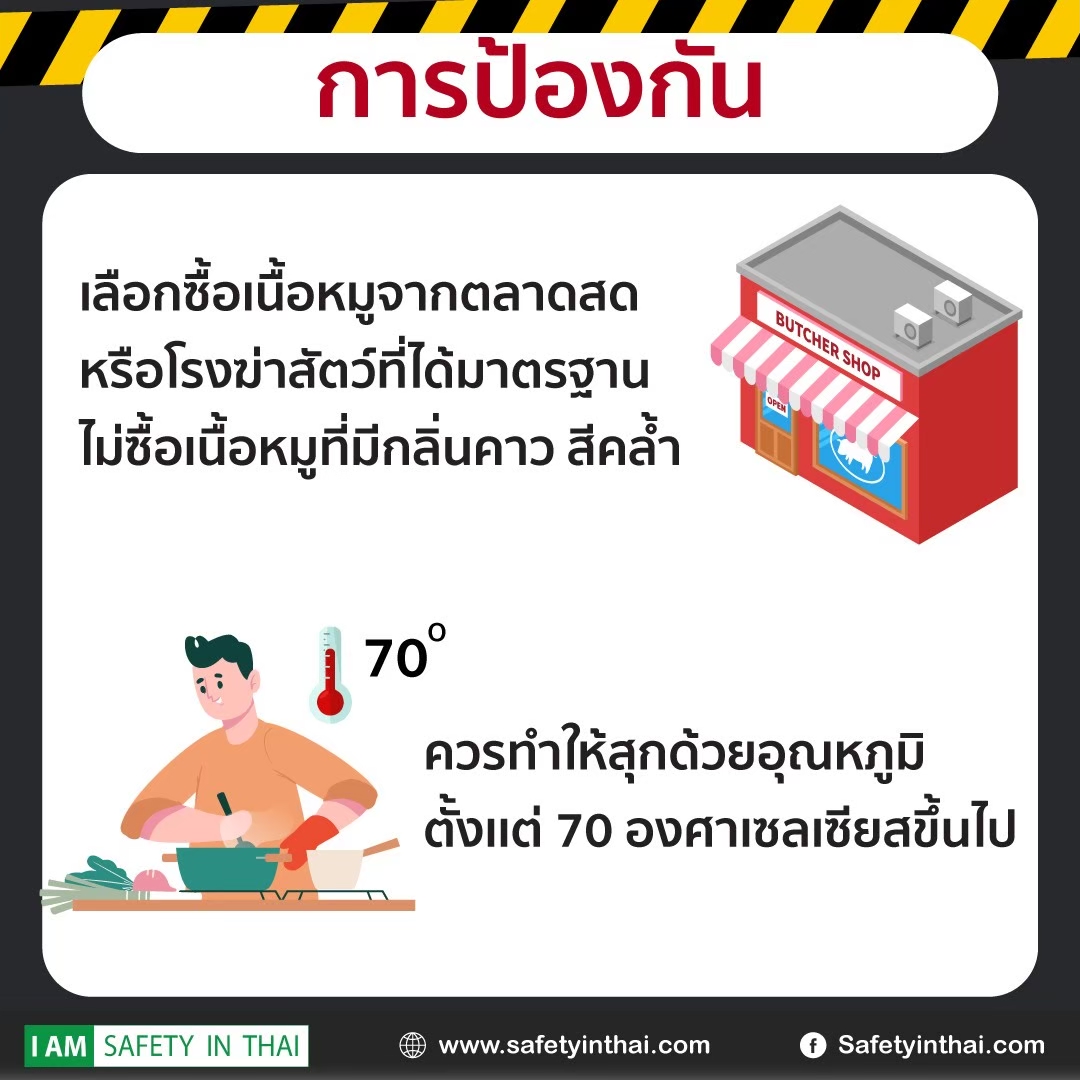 การป้องกัน
เลือกซื้อเนื้อหมูจากตลาดสด
หรือโรงฆ่าสัตว์ที่ได้มาตรฐาน
ไม่ซื้อเนื้อหมูที่มีกลิ่นคาว สีคล้ำ
BUTCHER SHOP
OPEN
70°
ควรทำให้สุกด้วยอุณหภูมิ
ตั้งแต่ 70 องศาเซลเซียสขึ้นไป
I AM SAFETY IN THAI
www.safetyinthai.com
Safetyinthai.com